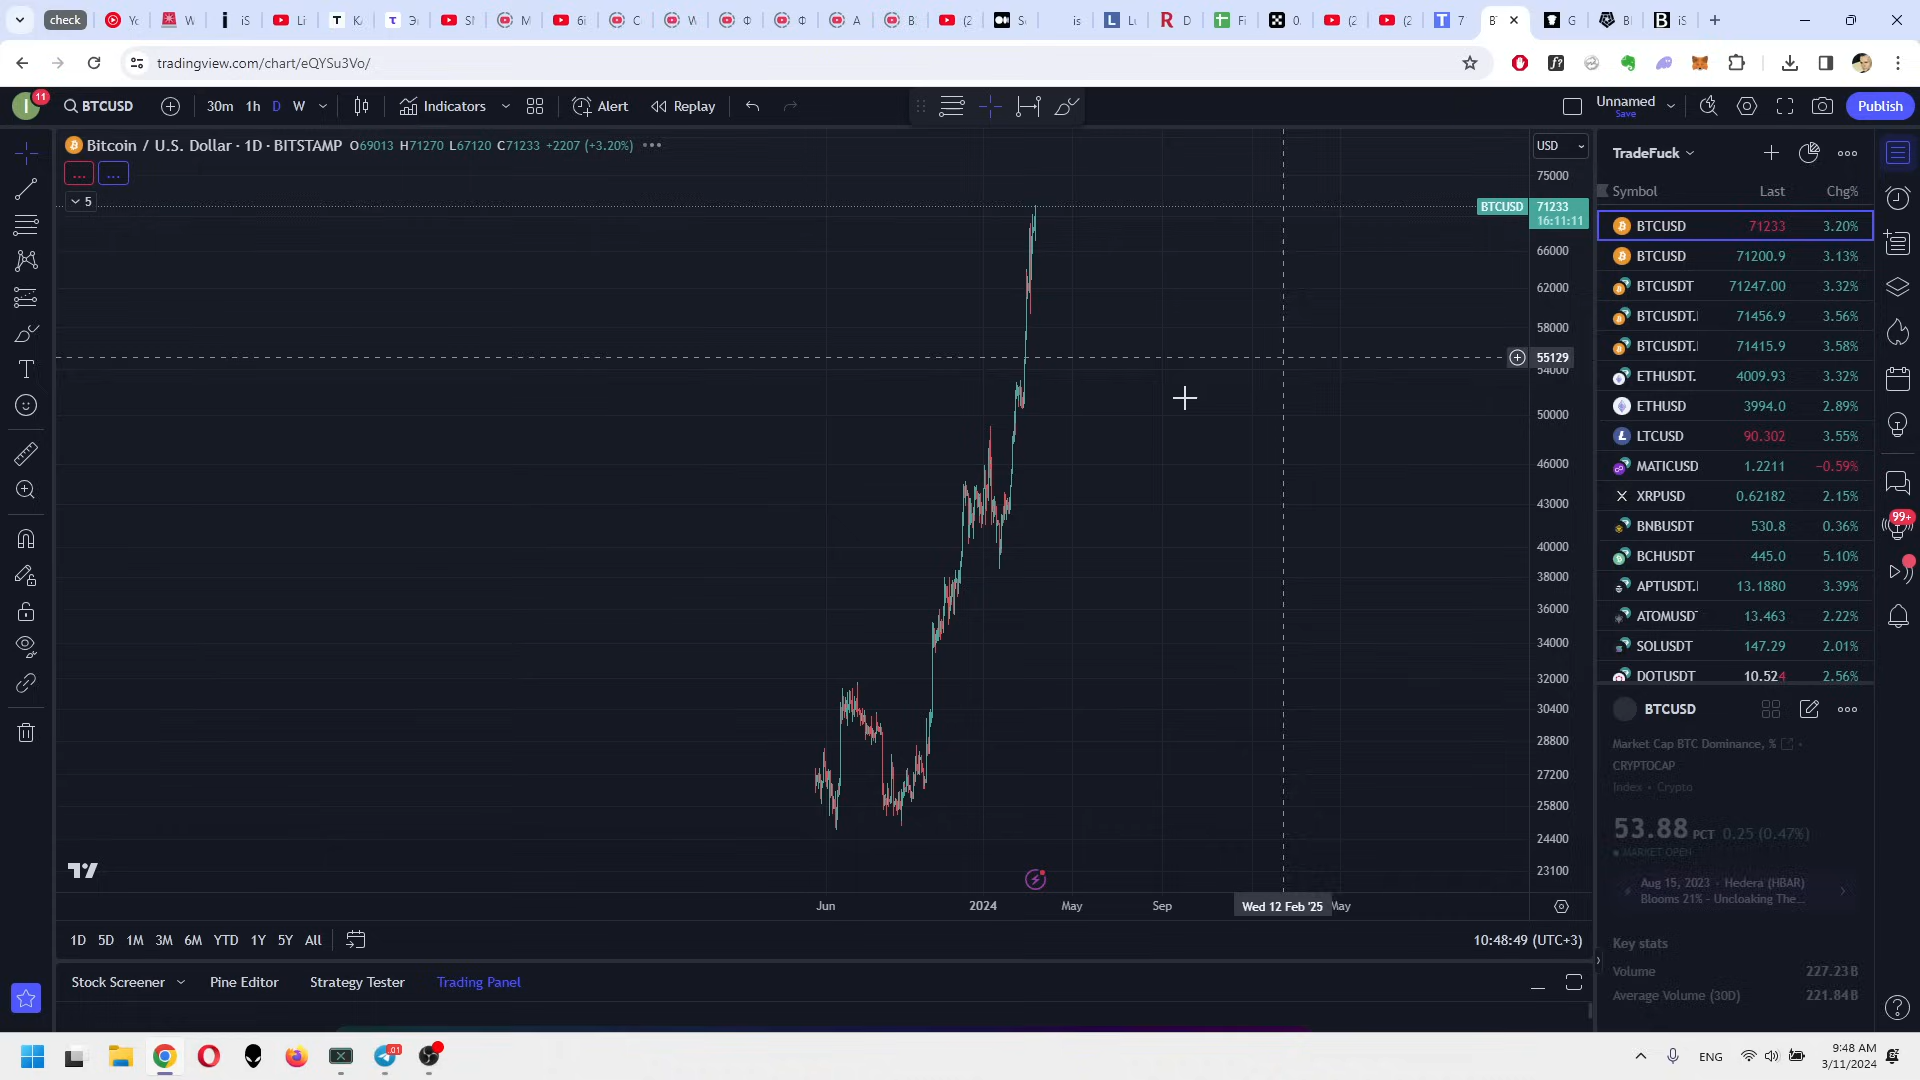 check
tradingview.com/chart/eQYSu3Vo/
11
BTCUSD
30m 1h D W
Indicators
Alert
Replay
Unnamed
Save
Publish
Bitcoin / U.S. Dollar · 1D · BITSTAMP O69013 H71270 L67120 C71233 +2207 (+3.20%)
... ...
5
USD
75000
BTCUSD 71233
16:11:11
66000
62000
58000
55129
54000
50000
46000
43000
40000
38000
36000
34000
32000
30400
28800
27200
25800
24400
23100
Jun 2024 May Sep Wed 12 Feb '25 May
1D 5D 1M 3M 6M YTD 1Y 5Y All
10:48:49 (UTC+3)
Stock Screener Pine Editor Strategy Tester Trading Panel
TradeFuck
Symbol Last Chg%
BTCUSD 71233 3.20%
BTCUSD 71200.9 3.13%
BTCUSDT 71247.00 3.32%
BTCUSDT. 71456.9 3.56%
BTCUSDT. 71415.9 3.58%
ETHUSDT. 4009.93 3.32%
ETHUSD 3994.0 2.89%
LTCUSD 90.302 3.55%
MATICUSD 1.2211 −0.59%
XRPUSD 0.62182 2.15%
BNBUSDT 530.8 0.36%
BCHUSDT 445.0 5.10%
APTUSDT. 13.1880 3.39%
ATOMUSDT 13.463 2.22%
SOLUSDT 147.29 2.01%
DOTUSDT 10.524 2.56%
BTCUSD
Market Cap BTC Dominance, %
CRYPTOCAP
Index • Crypto
53.88 PCT 0.25 (0.47%)
MARKET OPEN
Aug 15, 2023 · Hedera (HBAR)
Blooms 21% - Uncloaking The...
Key stats
Volume 227.23B
Average Volume (30D) 221.84B
99+
ENG
9:48 AM
3/11/2024